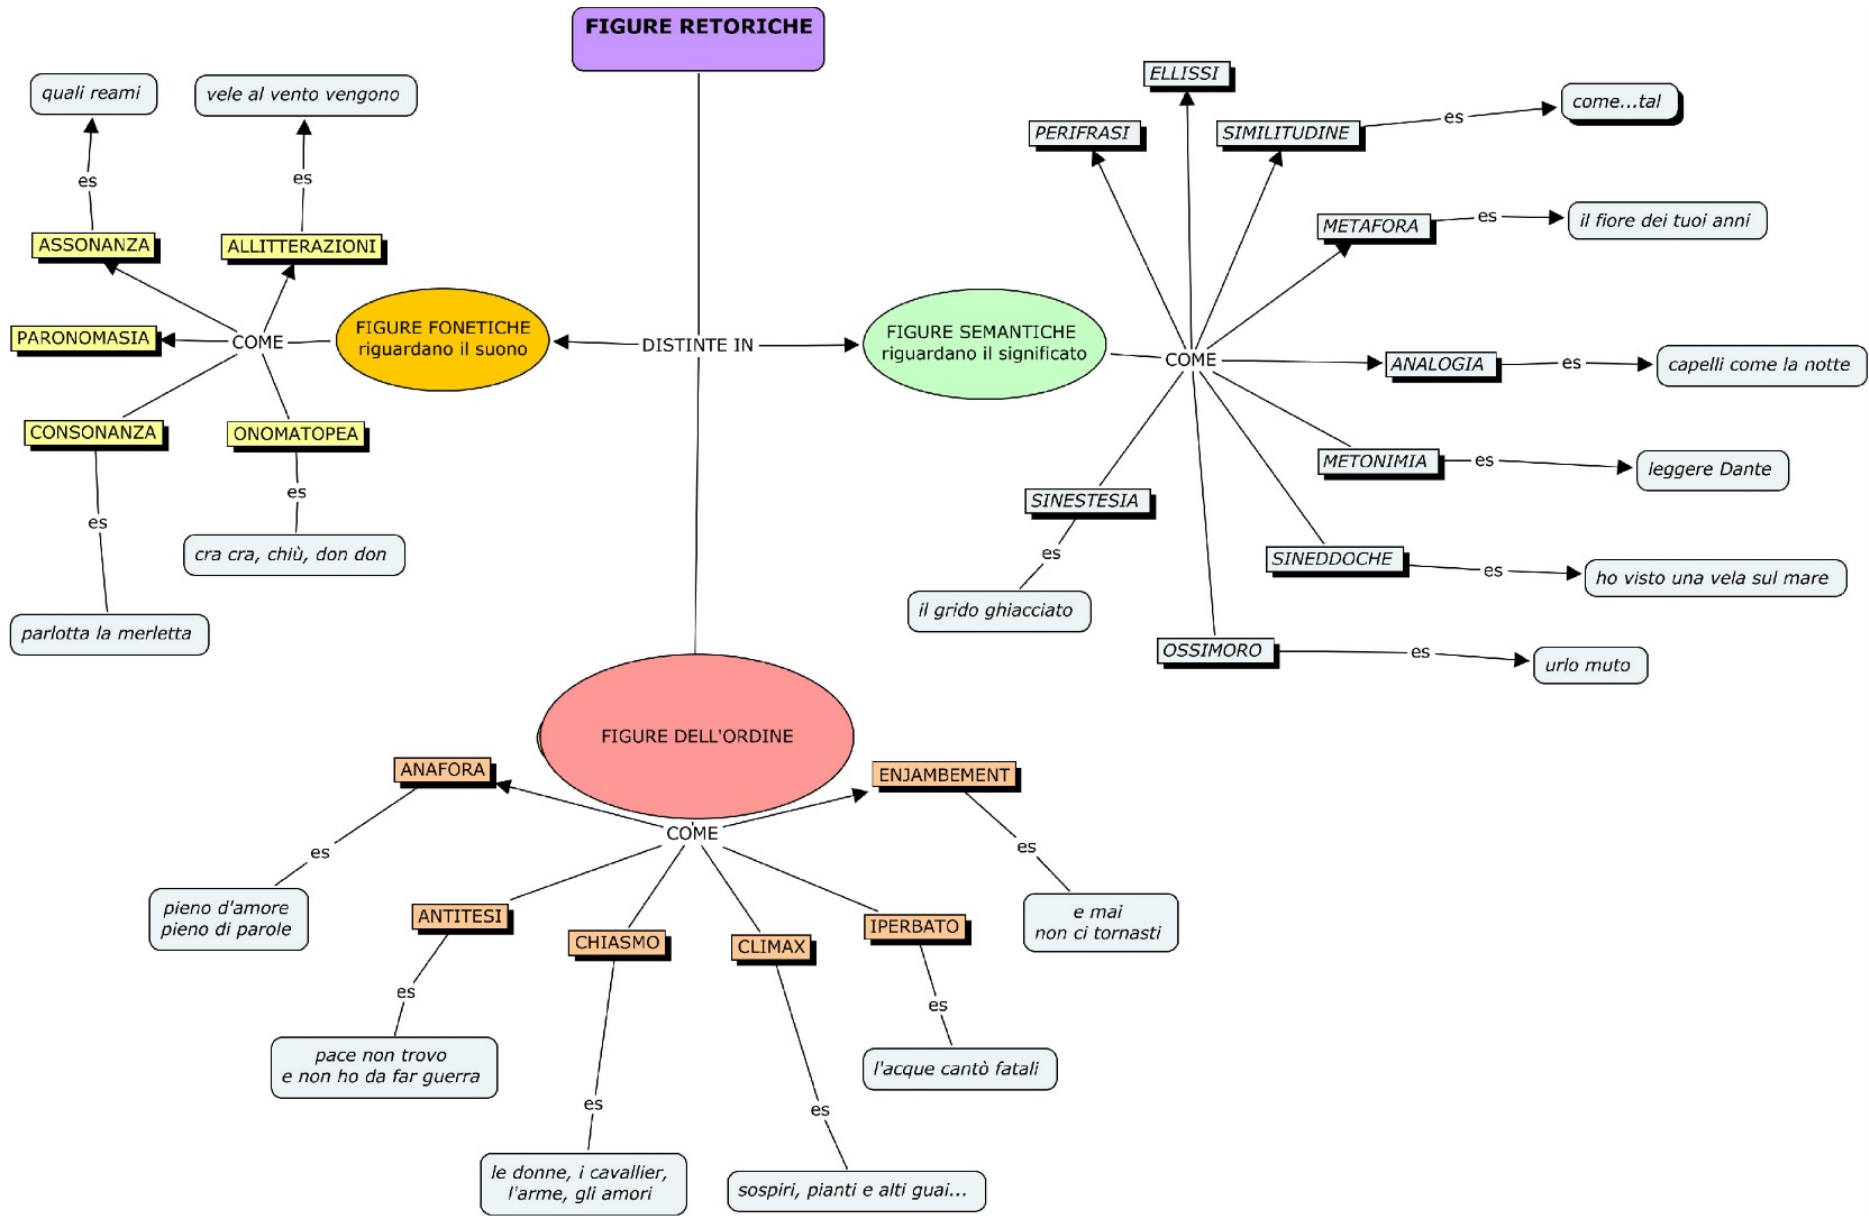 FIGURE RETORICHE
quali reami
vele al vento vengono
es
es
ASSONANZA
ALLITTERAZIONI
PARONOMASIA
COME
FIGURE FONETICHE
riguardano il suono
CONSONANZA
ONOMATOPEA
es
es
cra cra, chiù, don don
parlotta la merletta
DISTINTE IN
FIGURE SEMANTICHE
riguardano il significato
COME
ELLISSI
PERIFRASI
SIMILITUDINE
es
come...tal
METAFORA
es
il fiore dei tuoi anni
ANALOGIA
es
capelli come la notte
METONIMIA
es
leggere Dante
SINESTESIA
es
il grido ghiacciato
SINEDDOCHE
es
ho visto una vela sul mare
OSSIMORO
es
urlo muto
FIGURE DELL'ORDINE
COME
ANAFORA
es
pieno d'amore
pieno di parole
ENJAMBEMENT
es
e mai
non ci tornasti
ANTITESI
es
pace non trovo
e non ho da far guerra
CHIASMO
es
le donne, i cavallier,
l'arme, gli amori
CLIMAX
es
sospiri, pianti e alti guai...
IPERBATO
es
l'acque cantò fatali